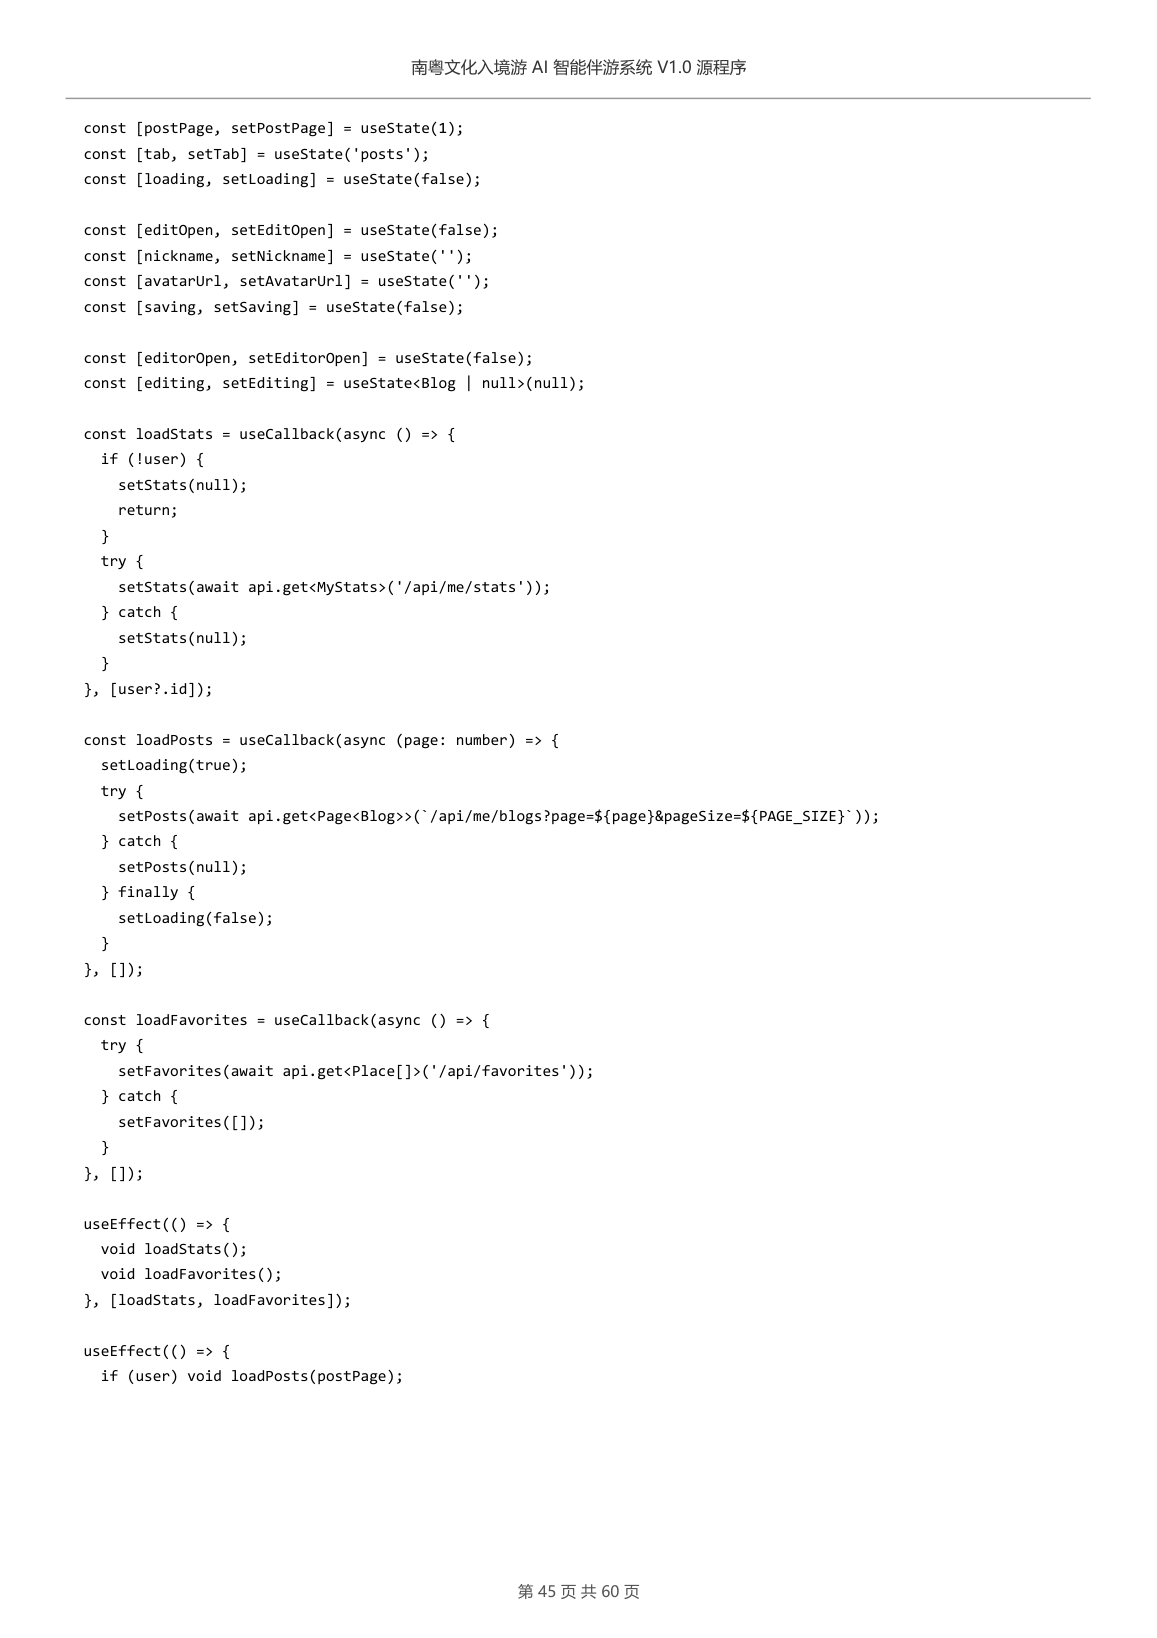 南粤文化入境游 AI 智能伴游系统 V1.0 源程序
const [postPage, setPostPage] = useState(1);
const [tab, setTab] = useState('posts');
const [loading, setLoading] = useState(false);

const [editOpen, setEditOpen] = useState(false);
const [nickname, setNickname] = useState('');
const [avatarUrl, setAvatarUrl] = useState('');
const [saving, setSaving] = useState(false);

const [editorOpen, setEditorOpen] = useState(false);
const [editing, setEditing] = useState<Blog | null>(null);

const loadStats = useCallback(async () => {
  if (!user) {
    setStats(null);
    return;
  }
  try {
    setStats(await api.get<MyStats>('/api/me/stats'));
  } catch {
    setStats(null);
  }
}, [user?.id]);

const loadPosts = useCallback(async (page: number) => {
  setLoading(true);
  try {
    setPosts(await api.get<Page<Blog>>(`/api/me/blogs?page=${page}&pageSize=${PAGE_SIZE}`));
  } catch {
    setPosts(null);
  } finally {
    setLoading(false);
  }
}, []);

const loadFavorites = useCallback(async () => {
  try {
    setFavorites(await api.get<Place[]>('/api/favorites'));
  } catch {
    setFavorites([]);
  }
}, []);

useEffect(() => {
  void loadStats();
  void loadFavorites();
}, [loadStats, loadFavorites]);

useEffect(() => {
  if (user) void loadPosts(postPage);
第 45 页 共 60 页